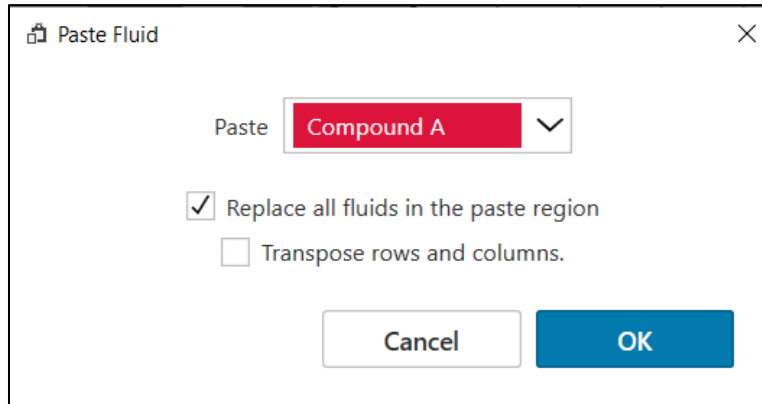 Paste Fluid
Paste Compound A
Replace all fluids in the paste region
Transpose rows and columns.
Cancel OK